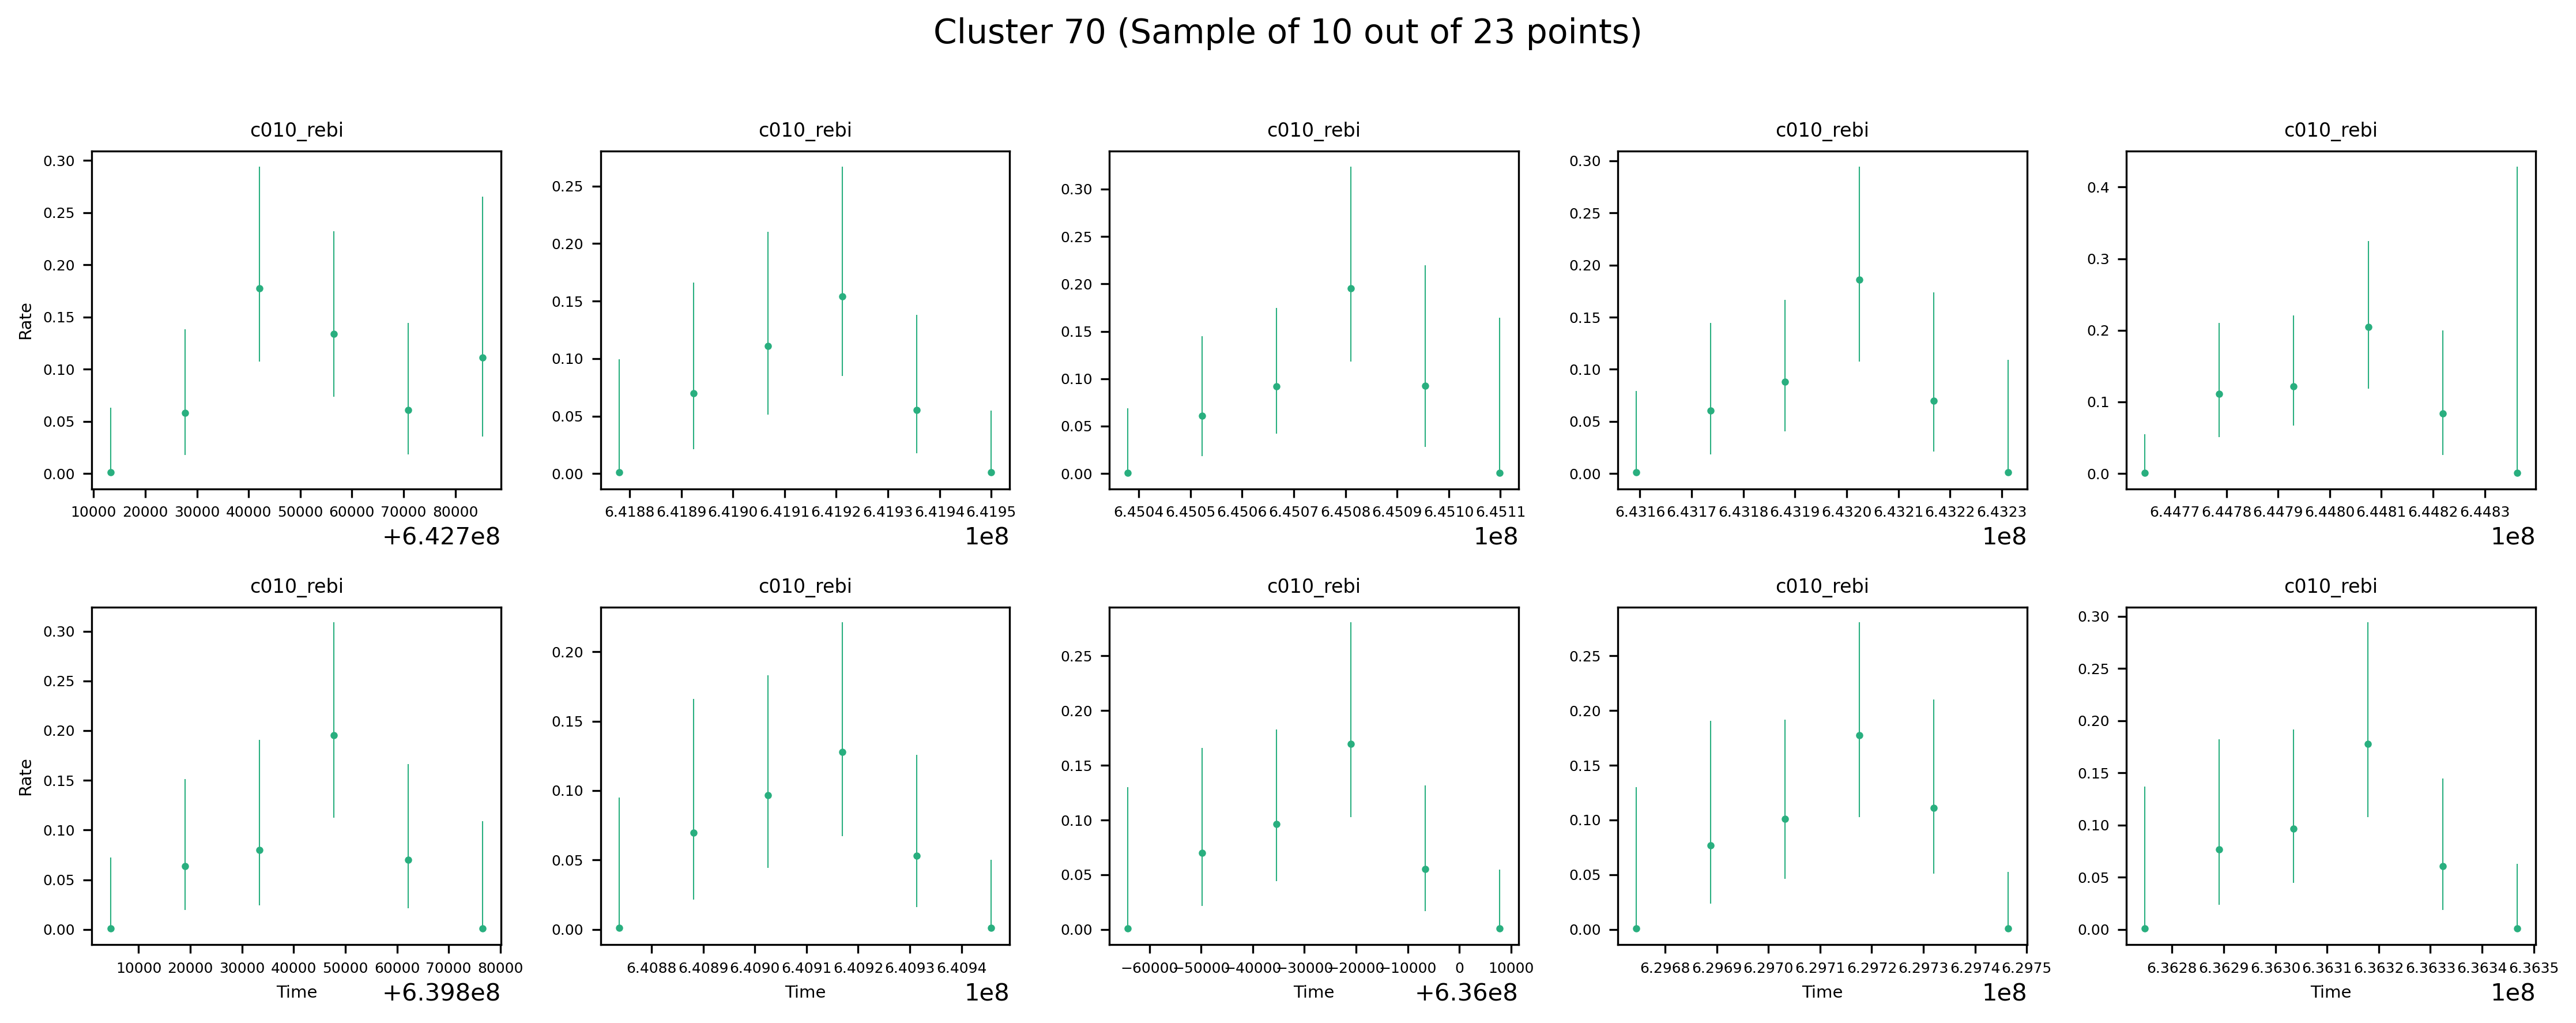 Cluster 70 (Sample of 10 out of 23 points)
c010_rebi c010_rebi c010_rebi c010_rebi c010_rebi
Rate
0.30
0.25
0.20
0.15
0.10
0.05
0.00
10000 20000 30000 40000 50000 60000 70000 80000
+6.427e8
0.25
0.20
0.15
0.10
0.05
0.00
6.4188 6.4189 6.4190 6.4191 6.4192 6.4193 6.4194 6.4195
1e8
0.30
0.25
0.20
0.15
0.10
0.05
0.00
6.4504 6.4505 6.4506 6.4507 6.4508 6.4509 6.4510 6.4511
1e8
0.30
0.25
0.20
0.15
0.10
0.05
0.00
6.4316 6.4317 6.4318 6.4319 6.4320 6.4321 6.4322 6.4323
1e8
0.4
0.3
0.2
0.1
0.0
6.4477 6.4478 6.4479 6.4480 6.4481 6.4482 6.4483
1e8
c010_rebi c010_rebi c010_rebi c010_rebi c010_rebi
Rate
0.30
0.25
0.20
0.15
0.10
0.05
0.00
10000 20000 30000 40000 50000 60000 70000 80000
Time
+6.398e8
0.20
0.15
0.10
0.05
0.00
6.4088 6.4089 6.4090 6.4091 6.4092 6.4093 6.4094
Time
1e8
0.25
0.20
0.15
0.10
0.05
0.00
−60000 −50000 −40000 −30000 −20000 −10000 0 10000
Time
+6.36e8
0.25
0.20
0.15
0.10
0.05
0.00
6.2968 6.2969 6.2970 6.2971 6.2972 6.2973 6.2974 6.2975
Time
1e8
0.30
0.25
0.20
0.15
0.10
0.05
0.00
6.3628 6.3629 6.3630 6.3631 6.3632 6.3633 6.3634 6.3635
Time
1e8